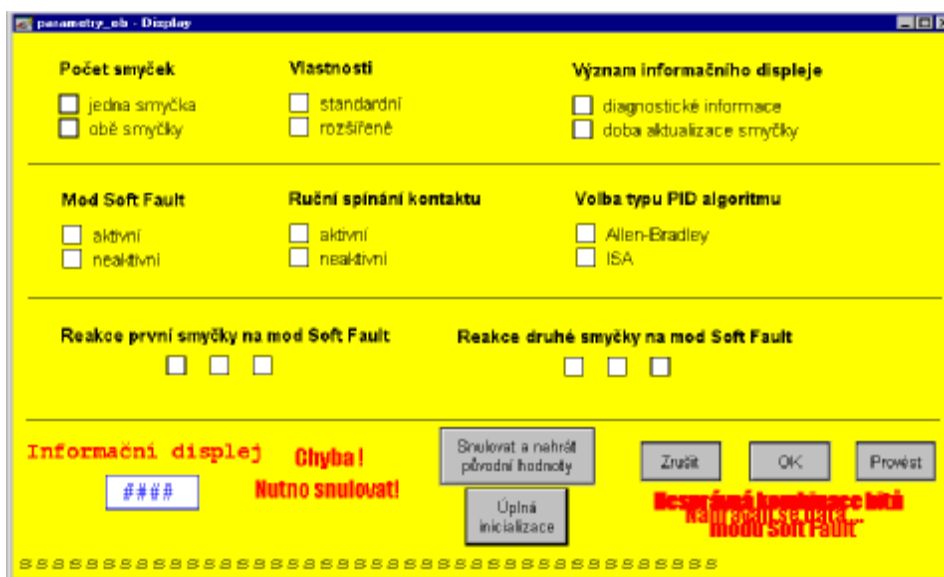 parametry_ob - Display
Počet smyček
jedna smyčka
obě smyčky
Vlastnosti
standardní
rozšířené
Význam informačního displeje
diagnostické informace
doba aktualizace smyčky
Mod Soft Fault
aktivní
neaktivní
Ruční spínání kontaktu
aktivní
neaktivní
Volba typu PID algoritmu
Allen-Bradley
ISA
Reakce první smyčky na mod Soft Fault
Reakce druhé smyčky na mod Soft Fault
Informační displej
####
Chyba!
Nutno snulovat!
Snulovat a nahrát
původní hodnoty
Úplná
inicializace
Zrušit
OK
Provést
Nesprávná kombinace bitů
Nahrávají se data...
modu Soft Fault